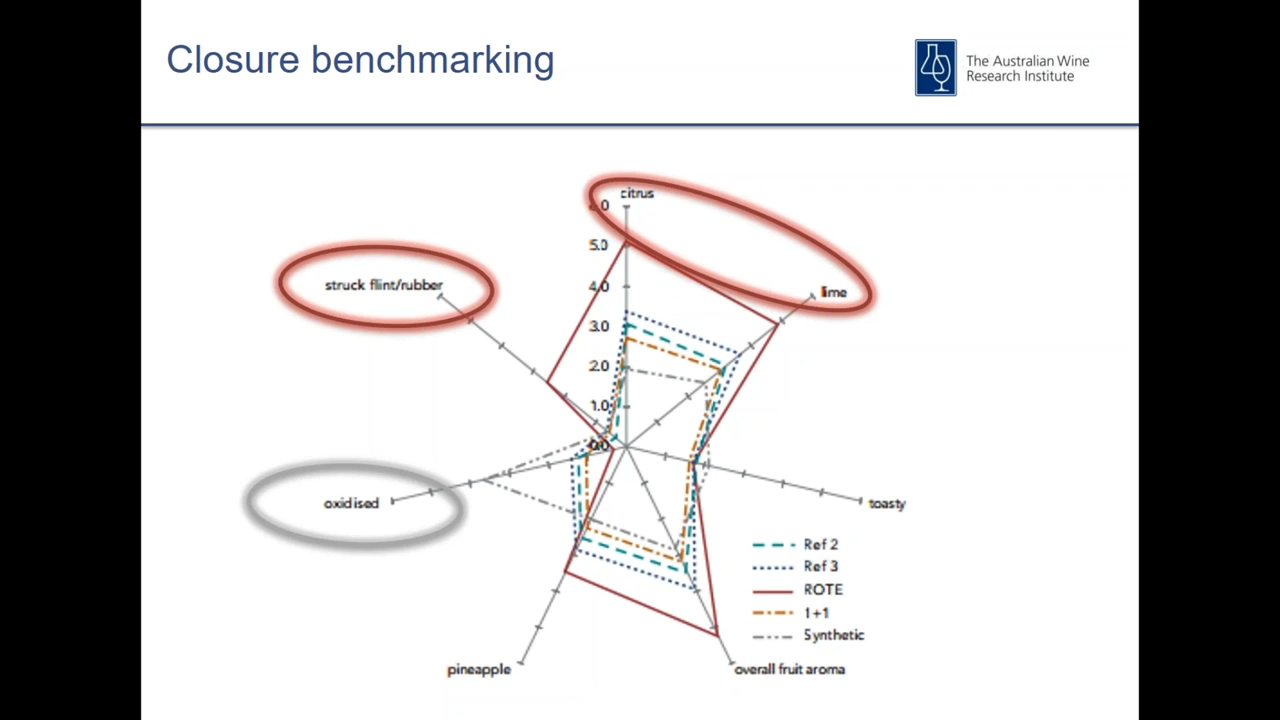 Closure benchmarking
The Australian Wine
Research Institute
citrus
5.0
4.0
3.0
2.0
1.0
0.0
lime
struck flint/rubber
oxidised
toasty
pineapple
overall fruit aroma
Ref 2
Ref 3
ROTE
1+1
Synthetic